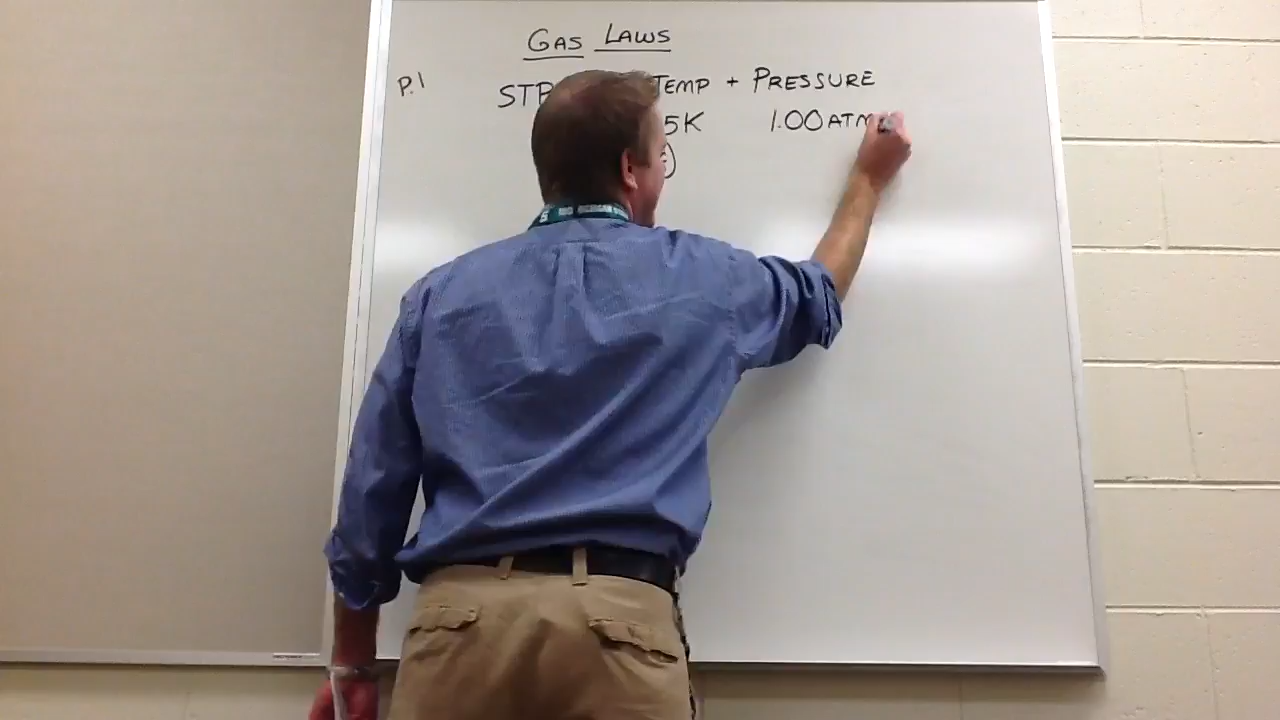 GAS LAWS
P.1
STP TEMP + PRESSURE
5K 1.00 ATM